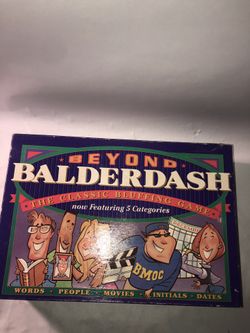 BEYOND
BALDERDASH
THE CLASSIC BLUFFING GAME
now Featuring 5 Categories
BMOC
WORDS • PEOPLE • MOVIES • INITIALS • DATES